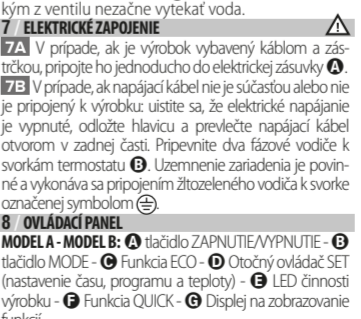 kým z ventilu nezačne vytekať voda.
7 / ELEKTRICKÉ ZAPOJENIE
7A V prípade, ak je výrobok vybavený káblom a zás-
trčkou, pripojte ho jednoducho do elektrickej zásuvky A.
7B V prípade, ak napájací kábel nie je súčasťou alebo nie
je pripojený k výrobku: uistite sa, že elektrické napájanie
je vypnuté, odložte hlavicu a prevlečte napájací kábel
otvorom v zadnej časti. Pripevnite dva fázové vodiče k
svorkám termostatu B. Uzemnenie zariadenia je povin-
né a vykonáva sa pripojením žltozeleného vodiča k svorke
označenej symbolom
8 / OVLÁDACÍ PANEL
MODEL A - MODEL B: A tlačidlo ZAPNUTIE/VYPNUTIE - B
tlačidlo MODE - C Funkcia ECO - D Otočný ovládač SET
(nastavenie času, programu a teploty) - E LED činnosti
výrobku - F Funkcia QUICK - G Displej na zobrazovanie
funkcií